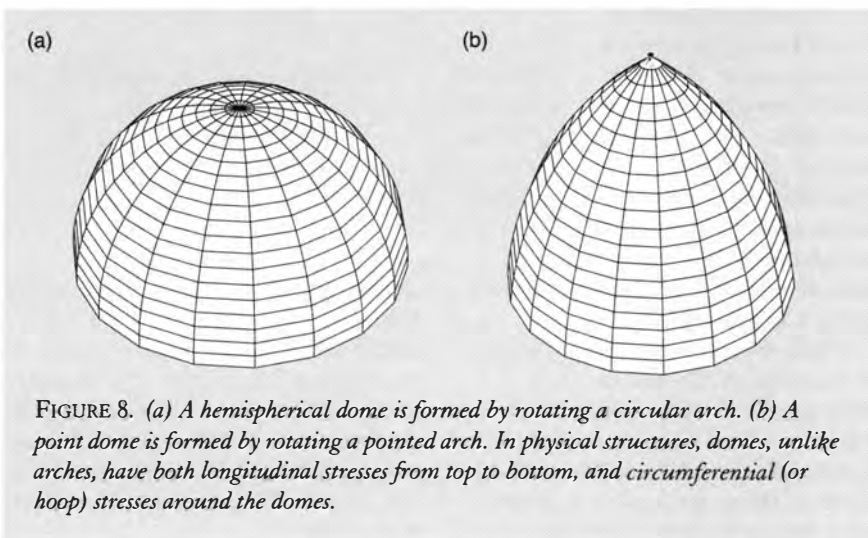 (a)
(b)
FIGURE 8. (a) A hemispherical dome is formed by rotating a circular arch. (b) A
point dome is formed by rotating a pointed arch. In physical structures, domes, unlike
arches, have both longitudinal stresses from top to bottom, and circumferential (or
hoop) stresses around the domes.